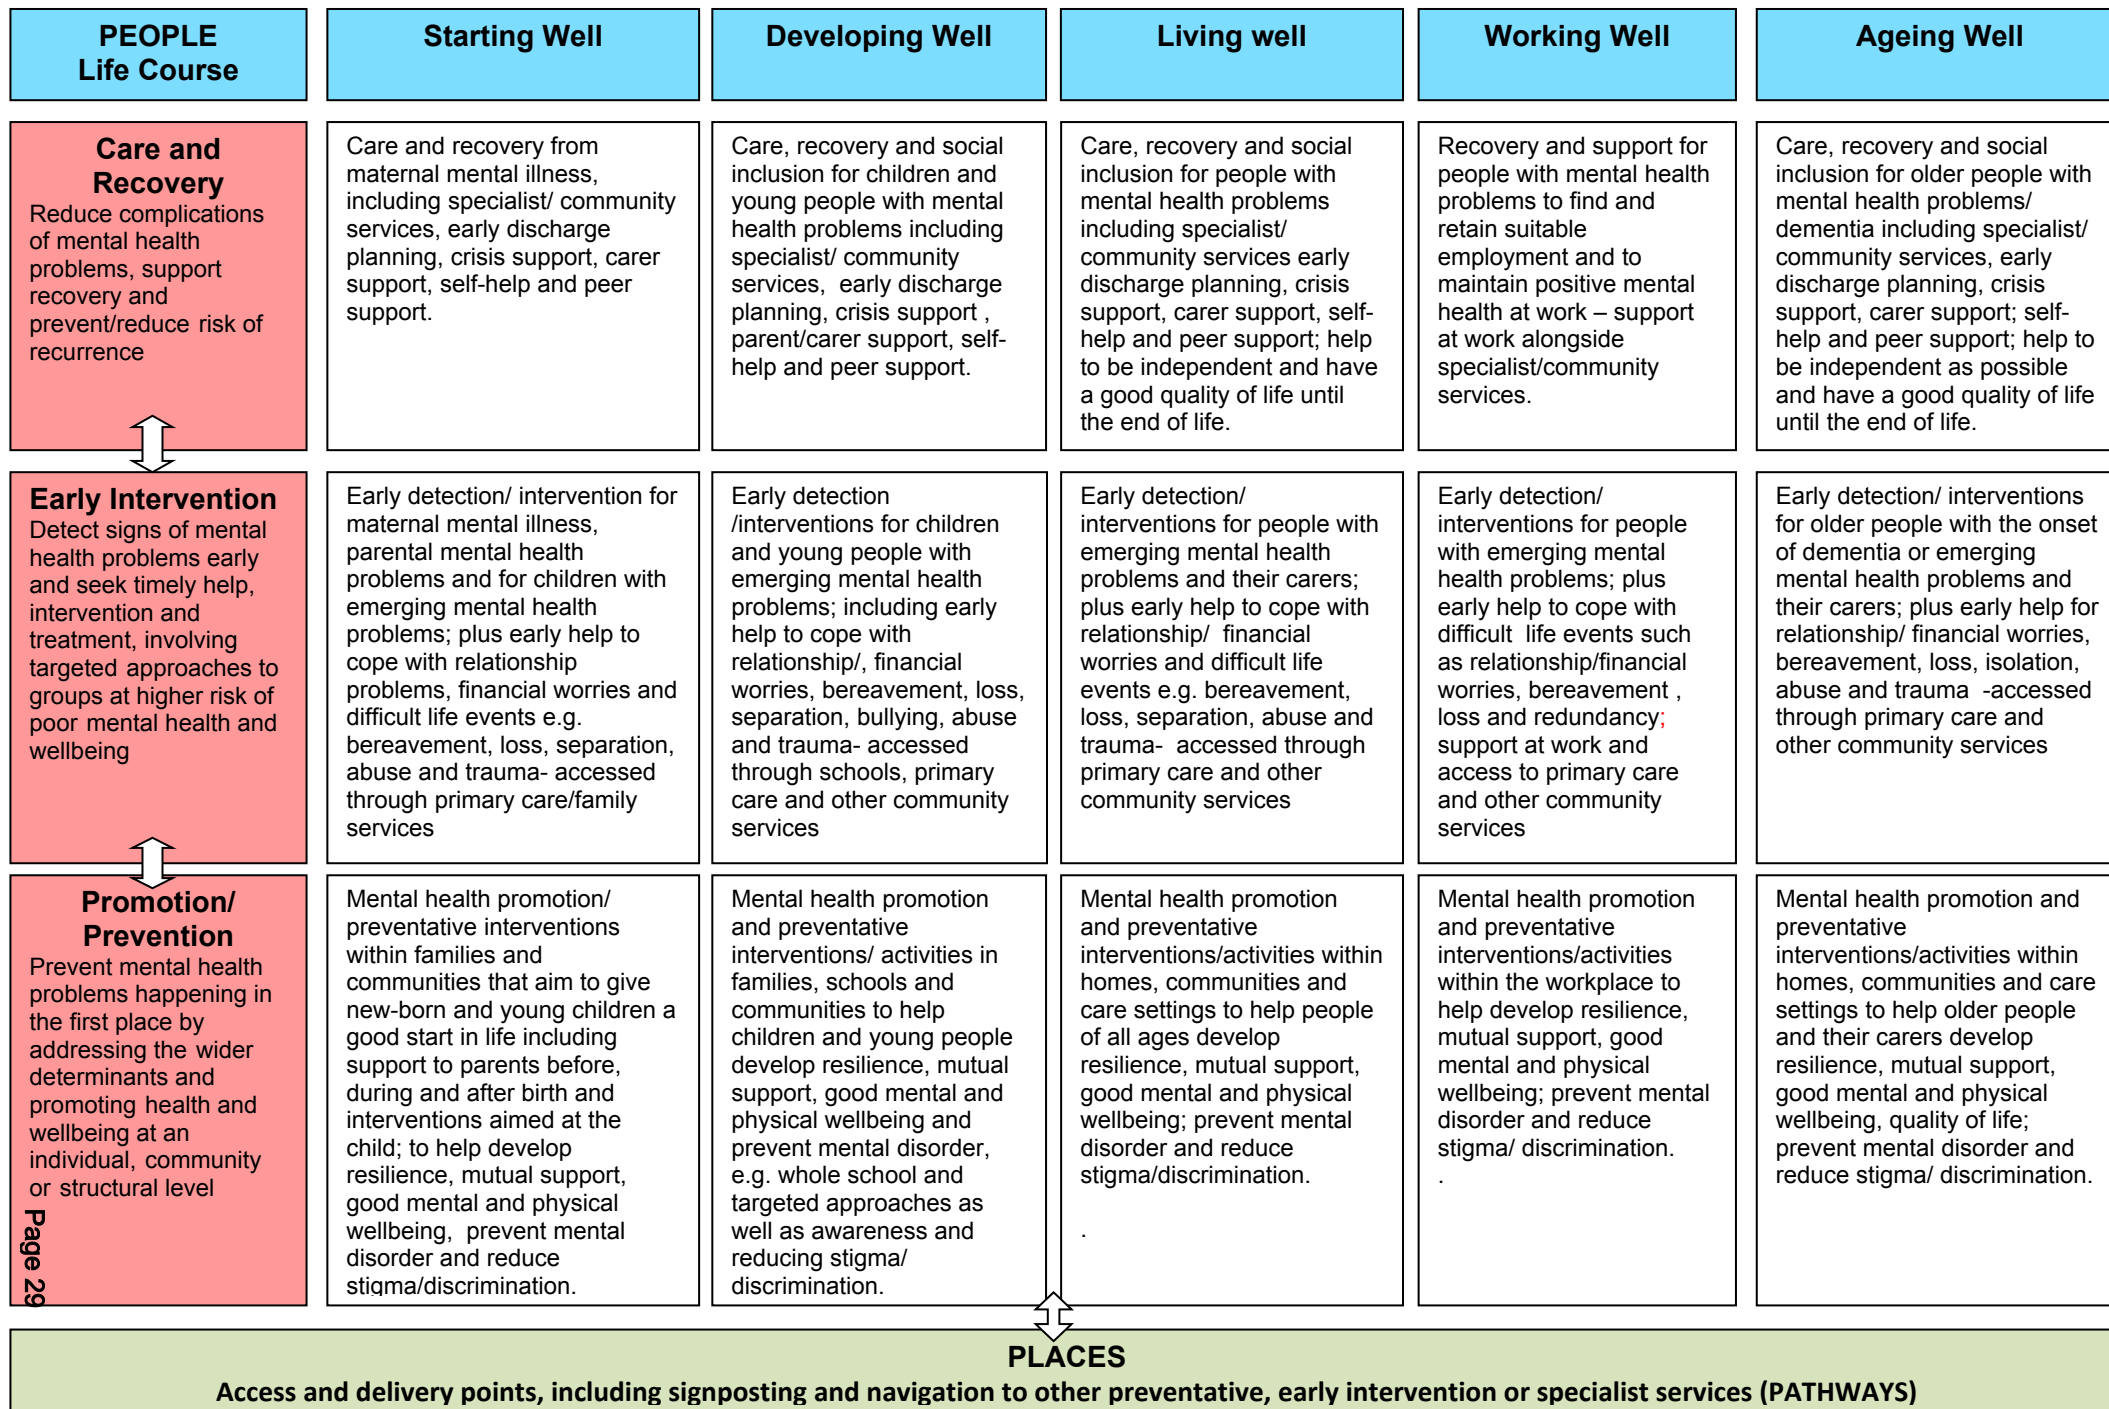 PEOPLE
Life Course
Starting Well
Developing Well
Living well
Working Well
Ageing Well
Care and
Recovery
Reduce complications
of mental health
problems, support
recovery and
prevent/reduce risk of
recurrence
Care and recovery from
maternal mental illness,
including specialist/ community
services, early discharge
planning, crisis support, carer
support, self-help and peer
support.
Care, recovery and social
inclusion for children and
young people with mental
health problems including
specialist/ community
services, early discharge
planning, crisis support ,
parent/carer support, self-
help and peer support.
Care, recovery and social
inclusion for people with
mental health problems
including specialist/
community services early
discharge planning, crisis
support, carer support, self-
help and peer support; help
to be independent and have
a good quality of life until
the end of life.
Recovery and support for
people with mental health
problems to find and
retain suitable
employment and to
maintain positive mental
health at work – support
at work alongside
specialist/community
services.
Care, recovery and social
inclusion for older people with
mental health problems/
dementia including specialist/
community services, early
discharge planning, crisis
support, carer support; self-
help and peer support; help to
be independent as possible
and have a good quality of life
until the end of life.
Early Intervention
Detect signs of mental
health problems early
and seek timely help,
intervention and
treatment, involving
targeted approaches to
groups at higher risk of
poor mental health and
wellbeing
Early detection/ intervention for
maternal mental illness,
parental mental health
problems and for children with
emerging mental health
problems; plus early help to
cope with relationship
problems, financial worries and
difficult life events e.g.
bereavement, loss, separation,
abuse and trauma- accessed
through primary care/family
services
Early detection
/interventions for children
and young people with
emerging mental health
problems; including early
help to cope with
relationship/, financial
worries, bereavement, loss,
separation, bullying, abuse
and trauma- accessed
through schools, primary
care and other community
services
Early detection/
interventions for people with
emerging mental health
problems and their carers;
plus early help to cope with
relationship/ financial
worries and difficult life
events e.g. bereavement,
loss, separation, abuse and
trauma- accessed through
primary care and other
community services
Early detection/
interventions for people
with emerging mental
health problems; plus
early help to cope with
difficult life events such
as relationship/financial
worries, bereavement ,
loss and redundancy;
support at work and
access to primary care
and other community
services
Early detection/ interventions
for older people with the onset
of dementia or emerging
mental health problems and
their carers; plus early help for
relationship/ financial worries,
bereavement, loss, isolation,
abuse and trauma -accessed
through primary care and
other community services
Promotion/
Prevention
Prevent mental health
problems happening in
the first place by
addressing the wider
determinants and
promoting health and
wellbeing at an
individual, community
or structural level
Mental health promotion/
preventative interventions
within families and
communities that aim to give
new-born and young children a
good start in life including
support to parents before,
during and after birth and
interventions aimed at the
child; to help develop
resilience, mutual support,
good mental and physical
wellbeing, prevent mental
disorder and reduce
stigma/discrimination.
Mental health promotion
and preventative
interventions/ activities in
families, schools and
communities to help
children and young people
develop resilience, mutual
support, good mental and
physical wellbeing and
prevent mental disorder,
e.g. whole school and
targeted approaches as
well as awareness and
reducing stigma/
discrimination.
Mental health promotion
and preventative
interventions/activities within
homes, communities and
care settings to help people
of all ages develop
resilience, mutual support,
good mental and physical
wellbeing; prevent mental
disorder and reduce
stigma/discrimination.
.
Mental health promotion
and preventative
interventions/activities
within the workplace to
help develop resilience,
mutual support, good
mental and physical
wellbeing; prevent mental
disorder and reduce
stigma/ discrimination.
.
Mental health promotion and
preventative
interventions/activities within
homes, communities and care
settings to help older people
and their carers develop
resilience, mutual support,
good mental and physical
wellbeing, quality of life;
prevent mental disorder and
reduce stigma/ discrimination.
Page 29
PLACES
Access and delivery points, including signposting and navigation to other preventative, early intervention or specialist services (PATHWAYS)